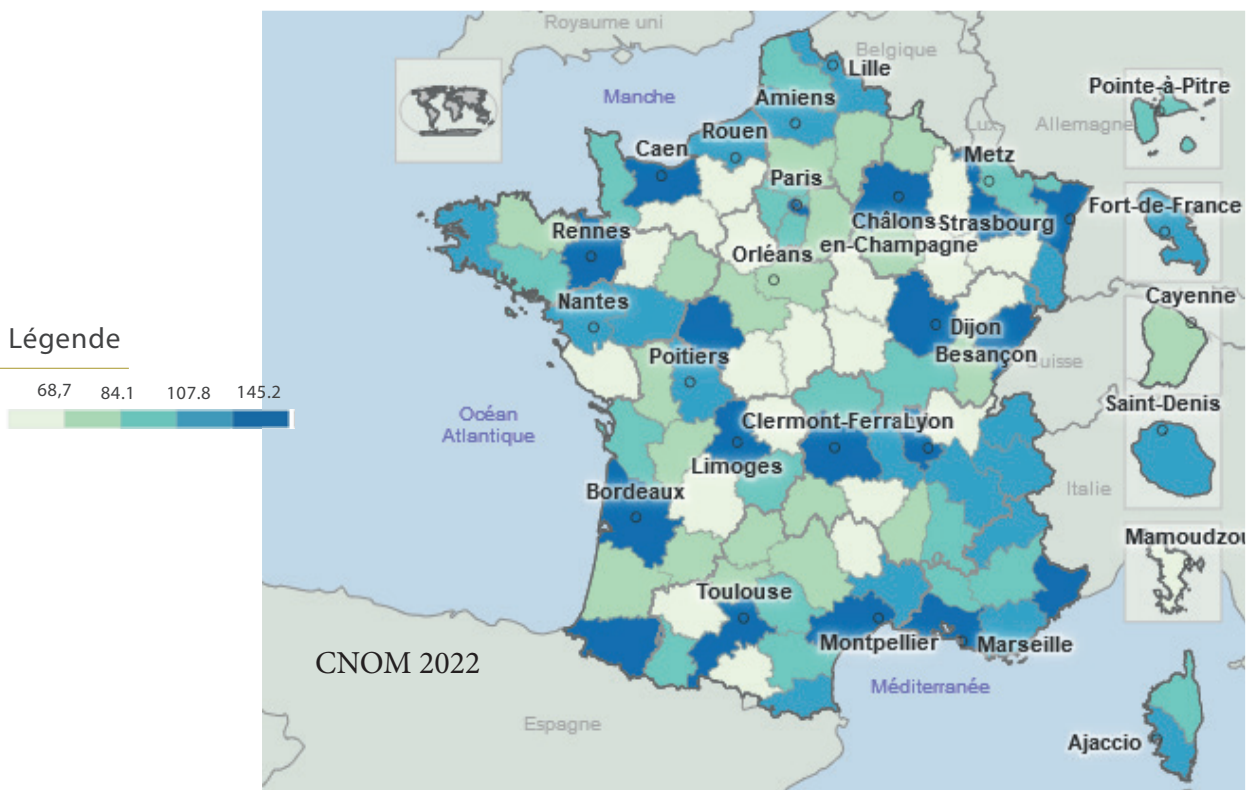 Royaume uni
Belgique
Lille
Pointe-à-Pitre
Manche
Amiens
Lux.
Allemagne
Rouen
Caen
Metz
Paris
Fort-de-France
Rennes
Châlons
Strasbourg
Orléans
en-Champagne
Nantes
Cayenne
Dijon
Légende
Poitiers
Besançon
Suisse
68,7 84.1 107.8 145.2
Océan
Atlantique
Saint-Denis
Clermont-Ferra
Lyon
Limoges
Bordeaux
Italie
Mamoudzou
Toulouse
Montpellier
Marseille
CNOM 2022
Méditerranée
Espagne
Ajaccio